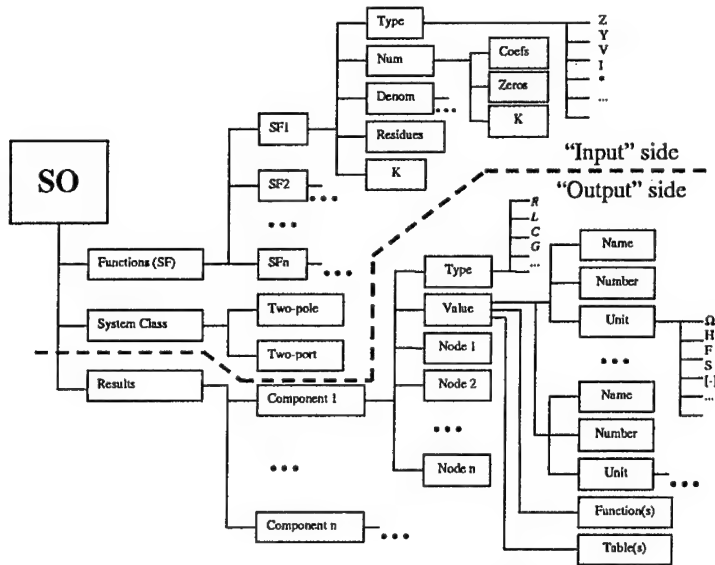 SO
Functions (SF)
System Class
Results
SF1
SF2
...
SFn
...
...
Two-pole
Two-port
Type
Num
Denom
...
Residues
K
Coefs
Zeros
K
Z
Y
V
I
*
...
"Input" side
"Output" side
Component 1
...
Component n
...
Type
Value
Node 1
Node 2
...
Node n
R
L
C
G
...
Name
Number
Unit
...
Name
Number
Unit
...
Function(s)
Table(s)
Ω
H
F
S
[-]
...